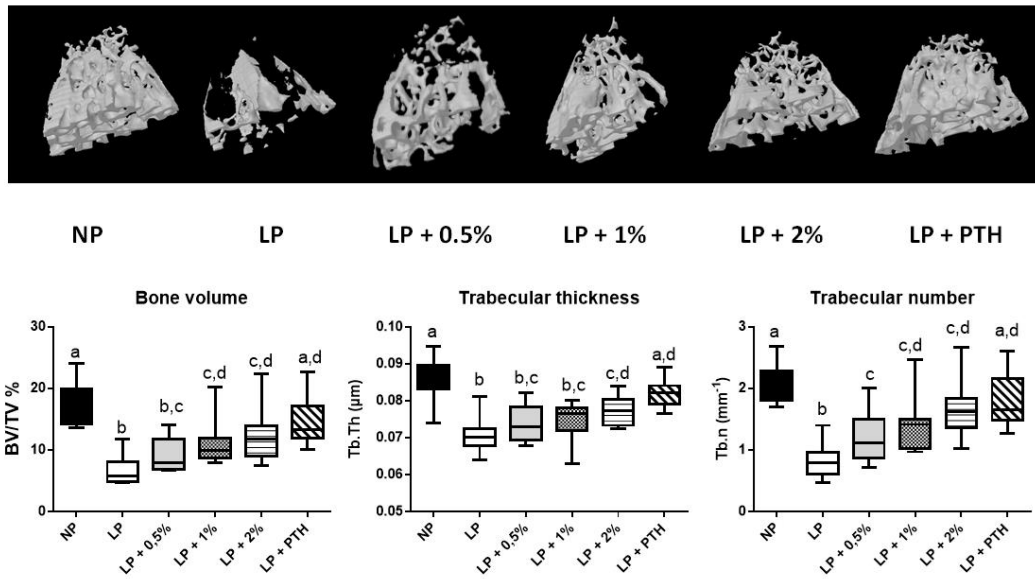 NP LP LP + 0.5% LP + 1% LP + 2% LP + PTH
Bone volume
BV/TV %
30
20
10
0
a
b
b,c
c,d
c,d
a,d
NP LP LP + 0,5% LP + 1% LP + 2% LP + PTH
Trabecular thickness
Tb.Th (µm)
0.10
0.09
0.08
0.07
0.06
0.05
a
b
b,c
b,c
c,d
a,d
NP LP LP + 0,5% LP + 1% LP + 2% LP + PTH
Trabecular number
Tb.n (mm⁻¹)
3
2
1
0
a
b
c
c,d
c,d
a,d
NP LP LP + 0,5% LP + 1% LP + 2% LP + PTH